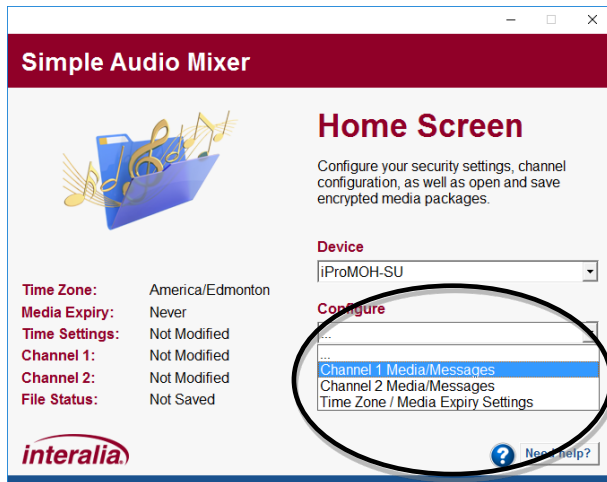 Simple Audio Mixer
Home Screen
Configure your security settings, channel
configuration, as well as open and save
encrypted media packages.
Device
iProMOH-SU
Configure
...
...
Channel 1 Media/Messages
Channel 2 Media/Messages
Time Zone / Media Expiry Settings
Time Zone: America/Edmonton
Media Expiry: Never
Time Settings: Not Modified
Channel 1: Not Modified
Channel 2: Not Modified
File Status: Not Saved
interalia
? Need help?